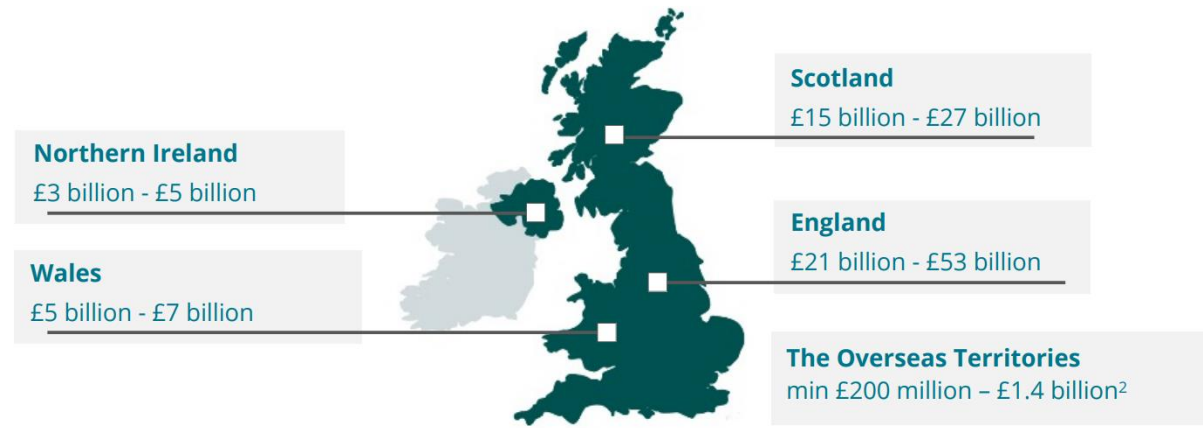 Scotland
£15 billion - £27 billion
Northern Ireland
£3 billion - £5 billion
England
£21 billion - £53 billion
Wales
£5 billion - £7 billion
The Overseas Territories
min £200 million – £1.4 billion²